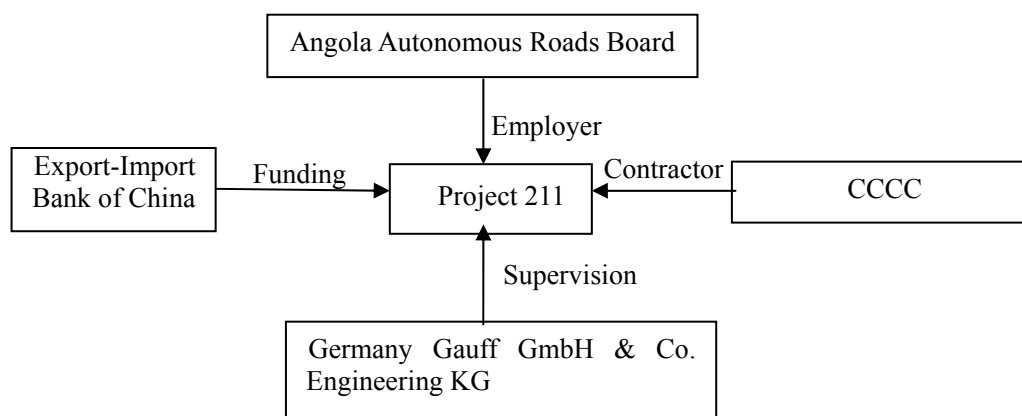 Angola Autonomous Roads Board
Employer
Export-Import
Bank of China
Funding
Project 211
Contractor
CCCC
Supervision
Germany Gauff GmbH & Co.
Engineering KG